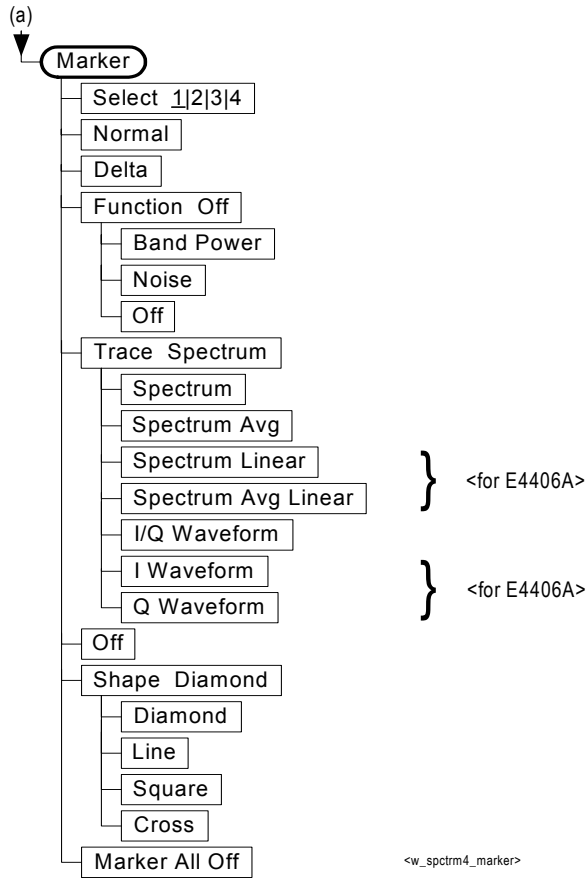 (a)
Marker
Select 1|2|3|4
Normal
Delta
Function Off
Band Power
Noise
Off
Trace Spectrum
Spectrum
Spectrum Avg
Spectrum Linear
Spectrum Avg Linear
} <for E4406A>
I/Q Waveform
I Waveform
Q Waveform
} <for E4406A>
Off
Shape Diamond
Diamond
Line
Square
Cross
Marker All Off
<w_spctrm4_marker>